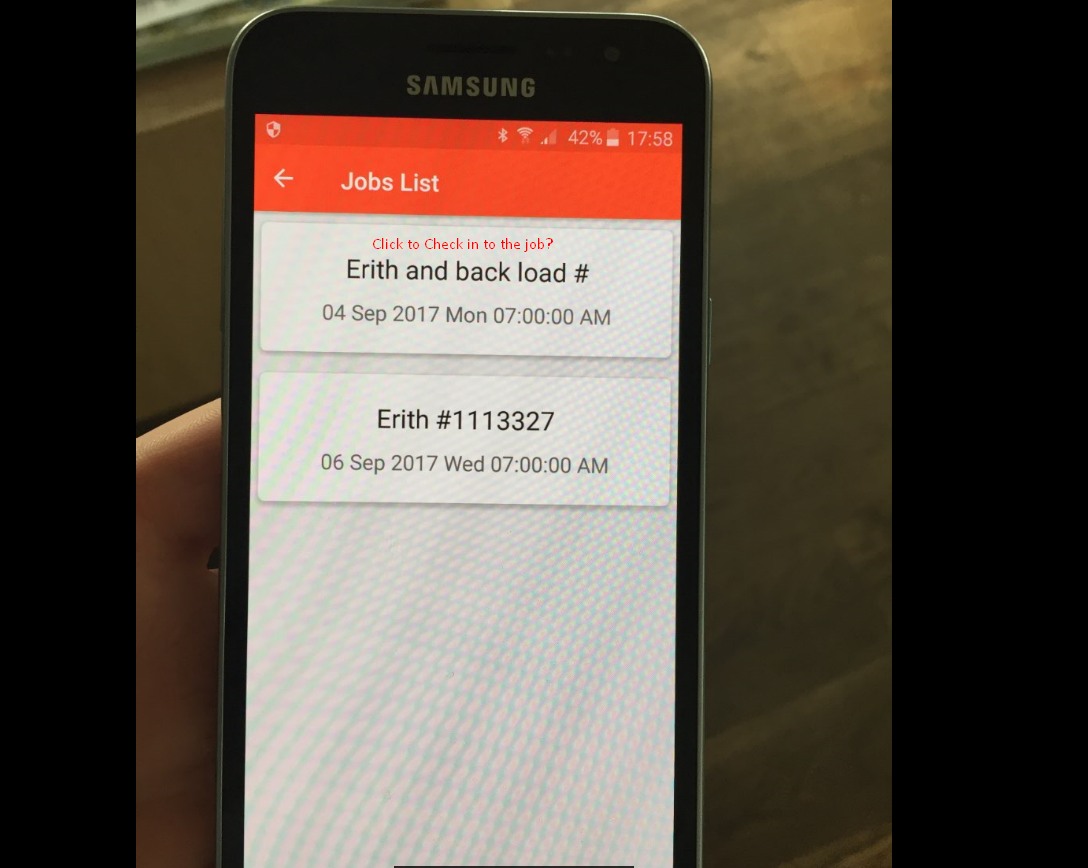 SAMSUNG
42% 17:58
Jobs List
Click to Check in to the job?
Erith and back load #
04 Sep 2017 Mon 07:00:00 AM
Erith #1113327
06 Sep 2017 Wed 07:00:00 AM